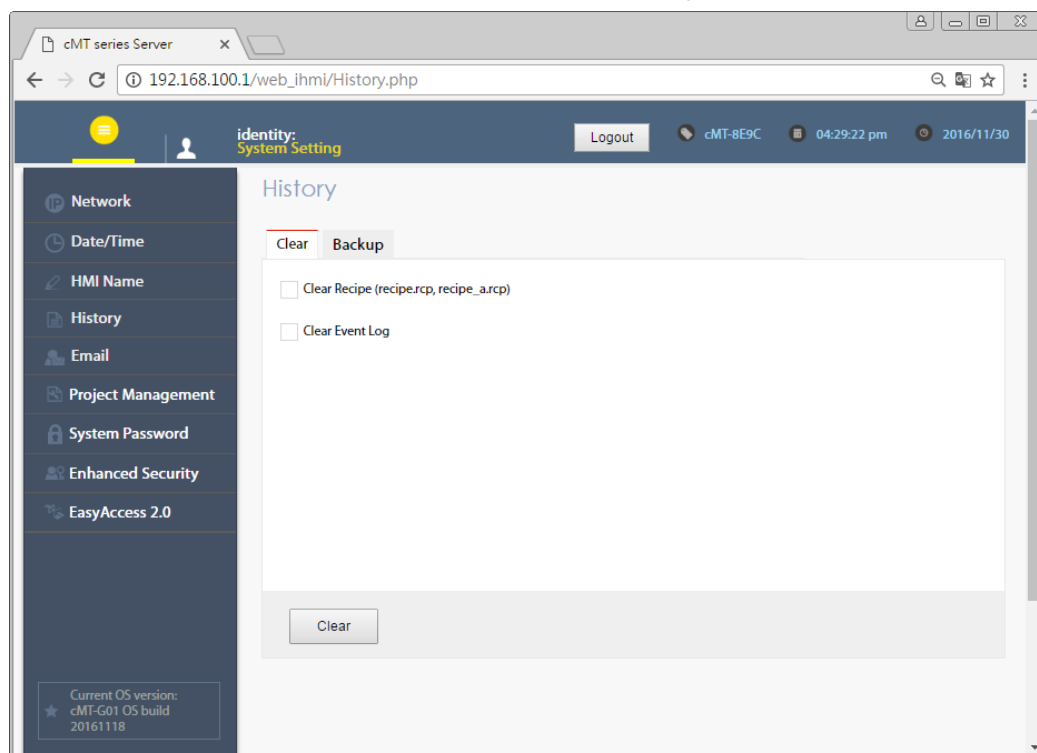 cMT series Server
192.168.100.1/web_ihmi/History.php
identity:
System Setting
Logout
cMT-8E9C
04:29:22 pm
2016/11/30
Network
Date/Time
HMI Name
History
Email
Project Management
System Password
Enhanced Security
EasyAccess 2.0
Current OS version:
cMT-G01 OS build
20161118
History
Clear
Backup
Clear Recipe (recipe.rcp, recipe_a.rcp)
Clear Event Log
Clear